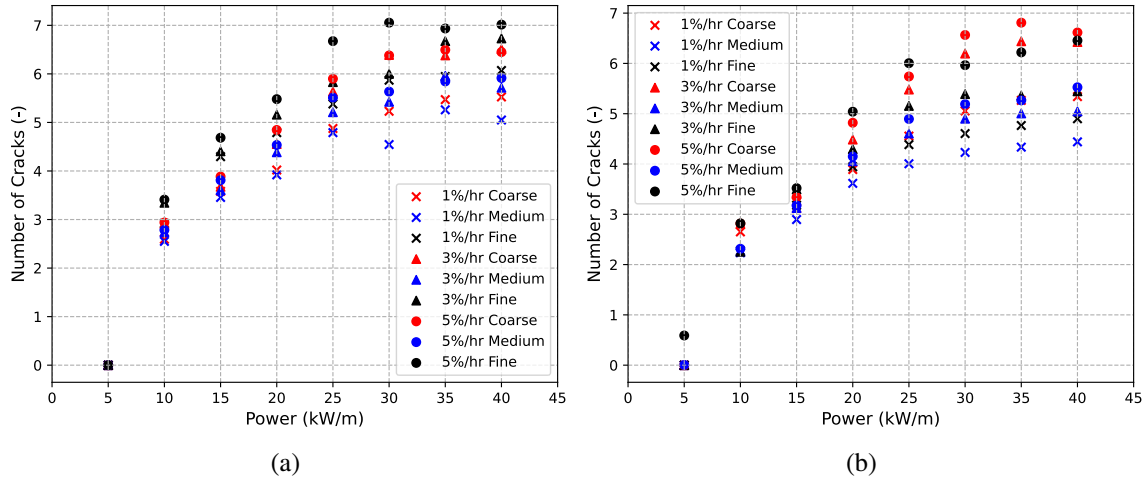 7
6
5
4
3
2
1
0
Number of Cracks (-)
1%/hr Coarse
1%/hr Medium
1%/hr Fine
3%/hr Coarse
3%/hr Medium
3%/hr Fine
5%/hr Coarse
5%/hr Medium
5%/hr Fine
0 5 10 15 20 25 30 35 40 45
Power (kW/m)
(a)
7
6
5
4
3
2
1
0
Number of Cracks (-)
1%/hr Coarse
1%/hr Medium
1%/hr Fine
3%/hr Coarse
3%/hr Medium
3%/hr Fine
5%/hr Coarse
5%/hr Medium
5%/hr Fine
0 5 10 15 20 25 30 35 40 45
Power (kW/m)
(b)